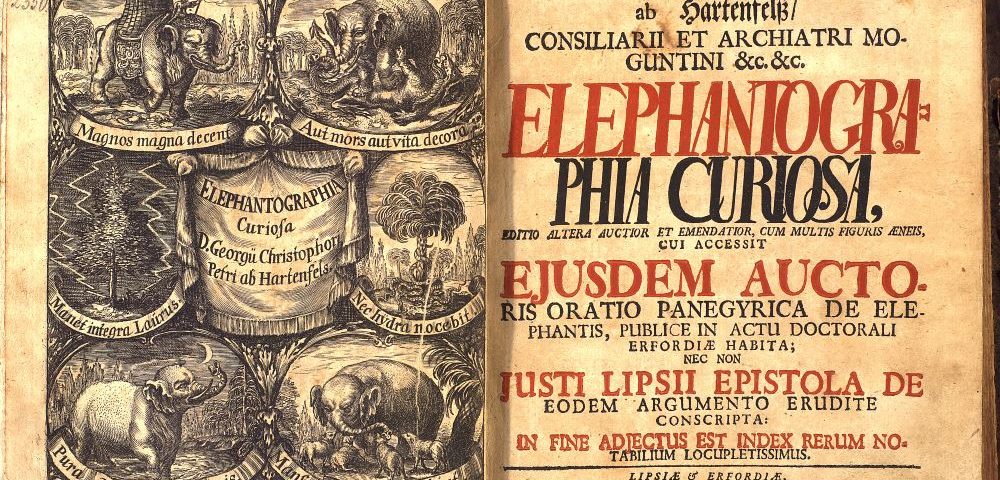 Magnos magna decent
Aut mors aut vita decora
ELEPHANTOGRAPHIA
Curiosa
D. Georgii Christophori
Petri ab Hartenfels.
Manet integra Laurus.
Nec hydra nocebit
Pura
ab Hartenfelß/
CONSILIARII ET ARCHIATRI MO-
GUNTINI &c. &c.
ELEPHANTOGRA-
PHIA CURIOSA,
EDITIO ALTERA AUCTIOR ET EMENDATIOR, CUM MULTIS FIGURIS ÆNEIS,
CUI ACCESSIT
EJUSDEM AUCTO-
RIS ORATIO PANEGYRICA DE ELE-
PHANTIS, PUBLICE IN ACTU DOCTORALI
ERFORDIÆ HABITA;
NEC NON
JUSTI LIPSII EPISTOLA DE
EODEM ARGUMENTO ERUDITE
CONSCRIPTA:
IN FINE ADJECTUS EST INDEX RERUM NO-
TABILIUM LOCUPLETISSIMUS.
LIPSIÆ & ERFORDIÆ,